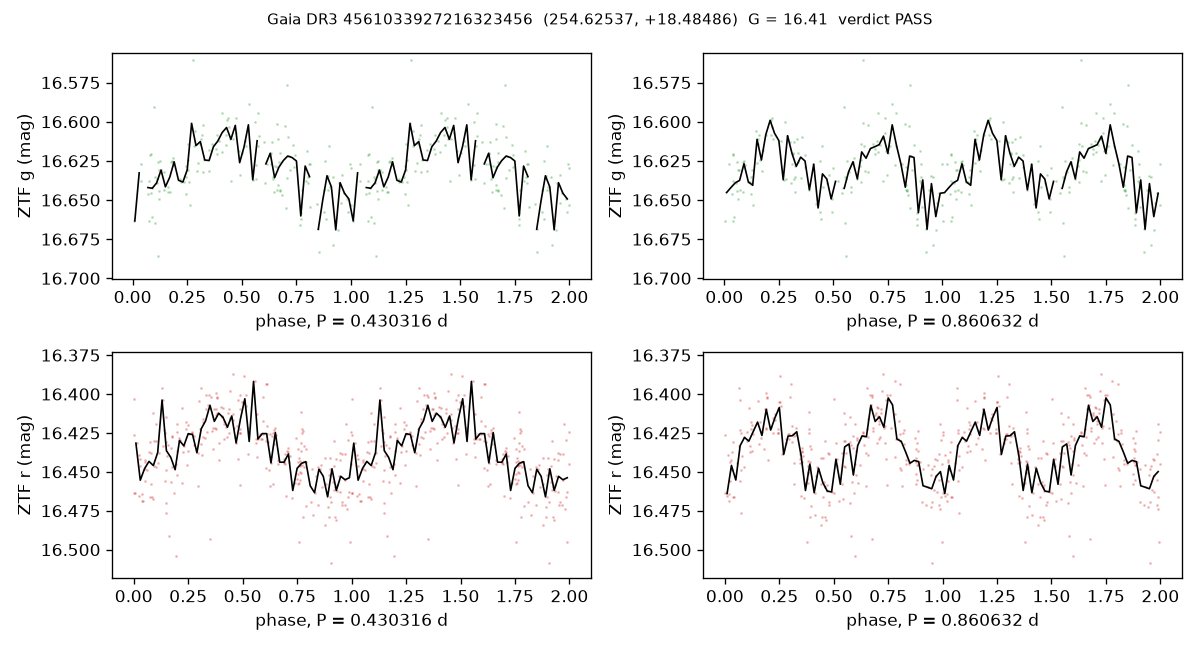 Gaia DR3 4561033927216323456  (254.62537, +18.48486)  G = 16.41  verdict PASS
ZTF g (mag)
16.575
16.600
16.625
16.650
16.675
16.700
0.00 0.25 0.50 0.75 1.00 1.25 1.50 1.75 2.00
phase, P = 0.430316 d
ZTF g (mag)
16.575
16.600
16.625
16.650
16.675
16.700
0.00 0.25 0.50 0.75 1.00 1.25 1.50 1.75 2.00
phase, P = 0.860632 d
ZTF r (mag)
16.375
16.400
16.425
16.450
16.475
16.500
0.00 0.25 0.50 0.75 1.00 1.25 1.50 1.75 2.00
phase, P = 0.430316 d
ZTF r (mag)
16.375
16.400
16.425
16.450
16.475
16.500
0.00 0.25 0.50 0.75 1.00 1.25 1.50 1.75 2.00
phase, P = 0.860632 d